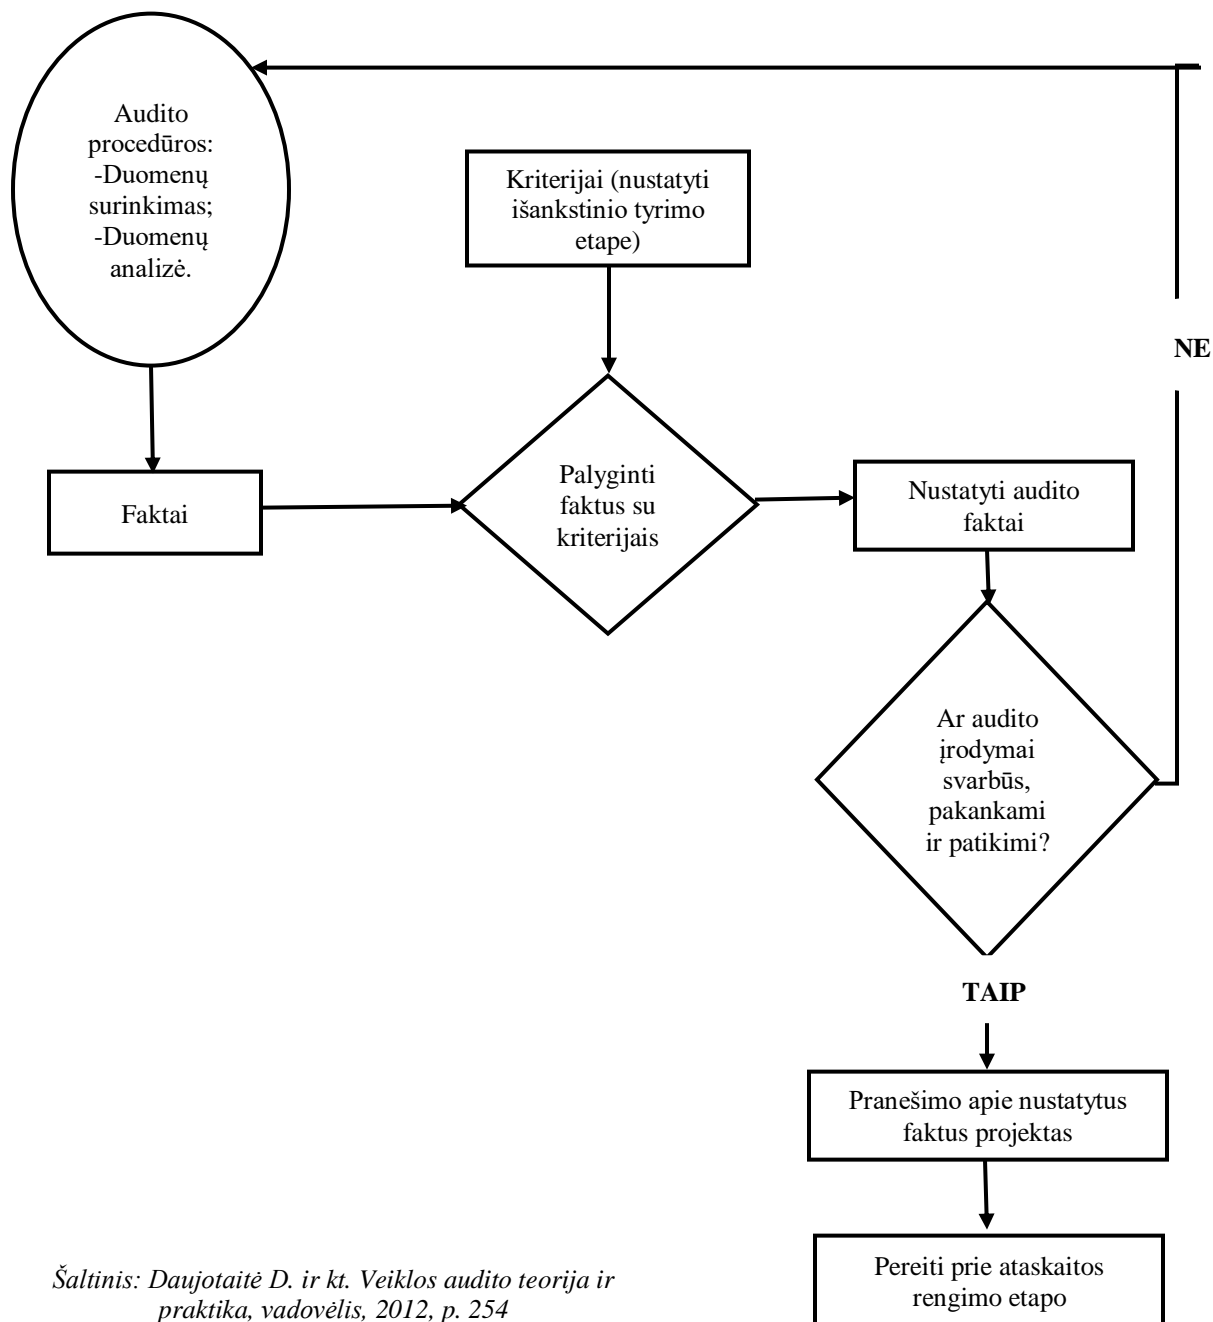 Audito
procedūros:
-Duomenų
surinkimas;
-Duomenų
analizė.
Kriterijai (nustatyti
išankstinio tyrimo
etape)
NE
Faktai
Palyginti
faktus su
kriterijais
Nustatyti audito
faktai
Ar audito
įrodymai
svarbūs,
pakankami
ir patikimi?
TAIP
Pranešimo apie nustatytus
faktus projektas
Pereiti prie ataskaitos
rengimo etapo
Šaltinis: Daujotaitė D. ir kt. Veiklos audito teorija ir
praktika, vadovėlis, 2012, p. 254